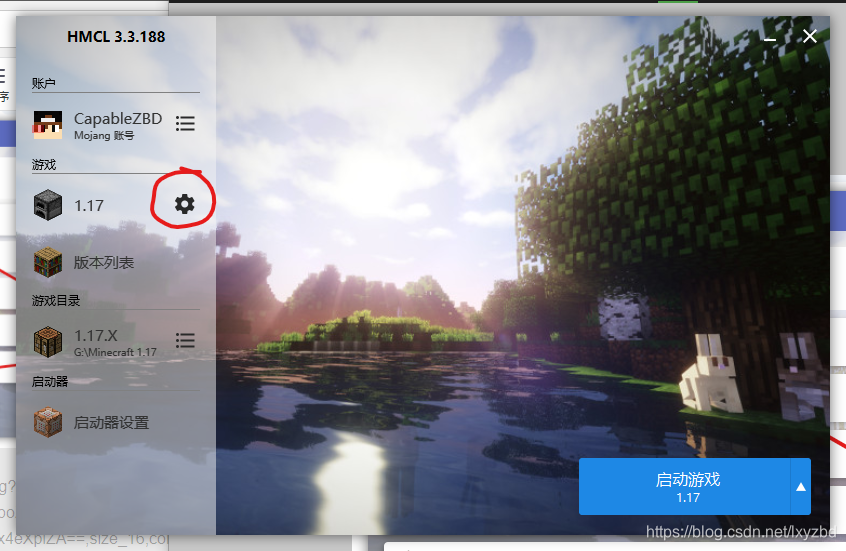 HMCL 3.3.188
账户
CapableZBD
Mojang 账号
游戏
1.17
版本列表
游戏目录
1.17.X
G:\Minecraft 1.17
启动器
启动器设置
启动游戏
1.17
序
g?
x4eXpiZA==,size_16,co
https://blog.csdn.net/lxyzbd